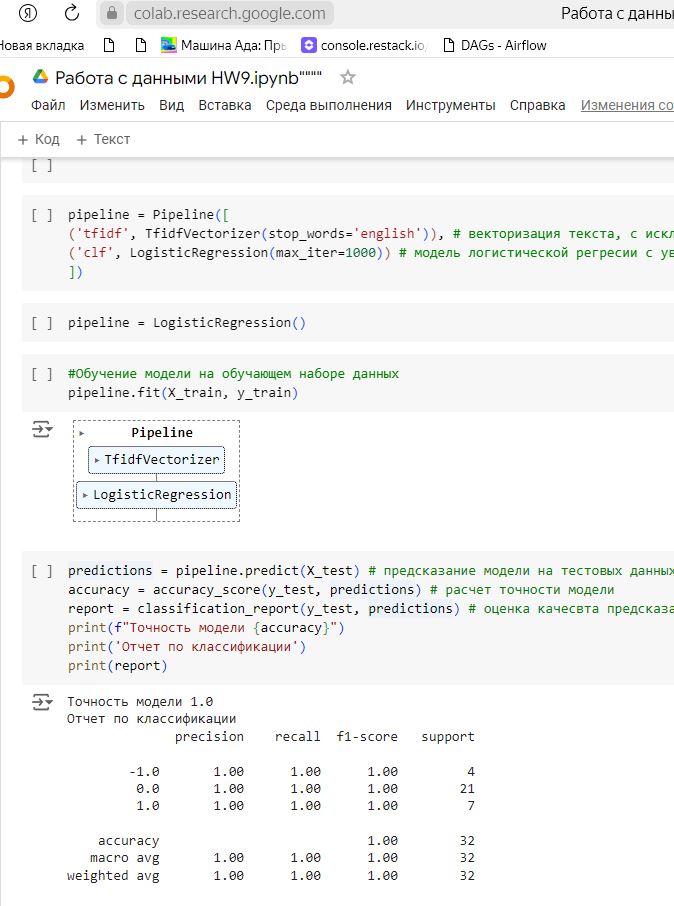 Я colab.research.google.com Работа с данны
Новая вкладка Машина Ада: Пры console.restack.io, DAGs - Airflow
Работа с данными HW9.ipynb""""
Файл Изменить Вид Вставка Среда выполнения Инструменты Справка Изменения со
+ Код + Текст
[ ]
[ ] pipeline = Pipeline([
('tfidf', TfidfVectorizer(stop_words='english')), # векторизация текста, с искл
('clf', LogisticRegression(max_iter=1000)) # модель логистической регресии с ув
])
[ ] pipeline = LogisticRegression()
[ ] #Обучение модели на обучающем наборе данных
pipeline.fit(X_train, y_train)
Pipeline
TfidfVectorizer
LogisticRegression
[ ] predictions = pipeline.predict(X_test) # предсказание модели на тестовых данных
accuracy = accuracy_score(y_test, predictions) # расчет точности модели
report = classification_report(y_test, predictions) # оценка качесвта предсказа
print(f"Точность модели {accuracy}")
print('Отчет по классификации')
print(report)
Точность модели 1.0
Отчет по классификации
precision recall f1-score support
-1.0 1.00 1.00 1.00 4
0.0 1.00 1.00 1.00 21
1.0 1.00 1.00 1.00 7
accuracy 1.00 32
macro avg 1.00 1.00 1.00 32
weighted avg 1.00 1.00 1.00 32